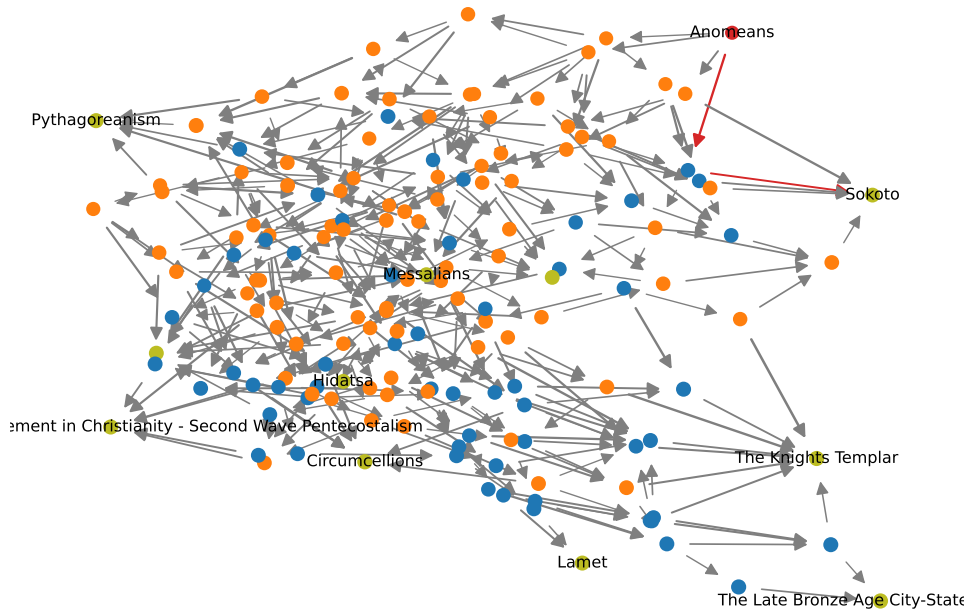 Anomeans
Pythagoreanism
Sokoto
Messalians
Hidatsa
ement in Christianity - Second Wave Pentecostalism
Circumcellions
The Knights Templar
Lamet
The Late Bronze Age City-State